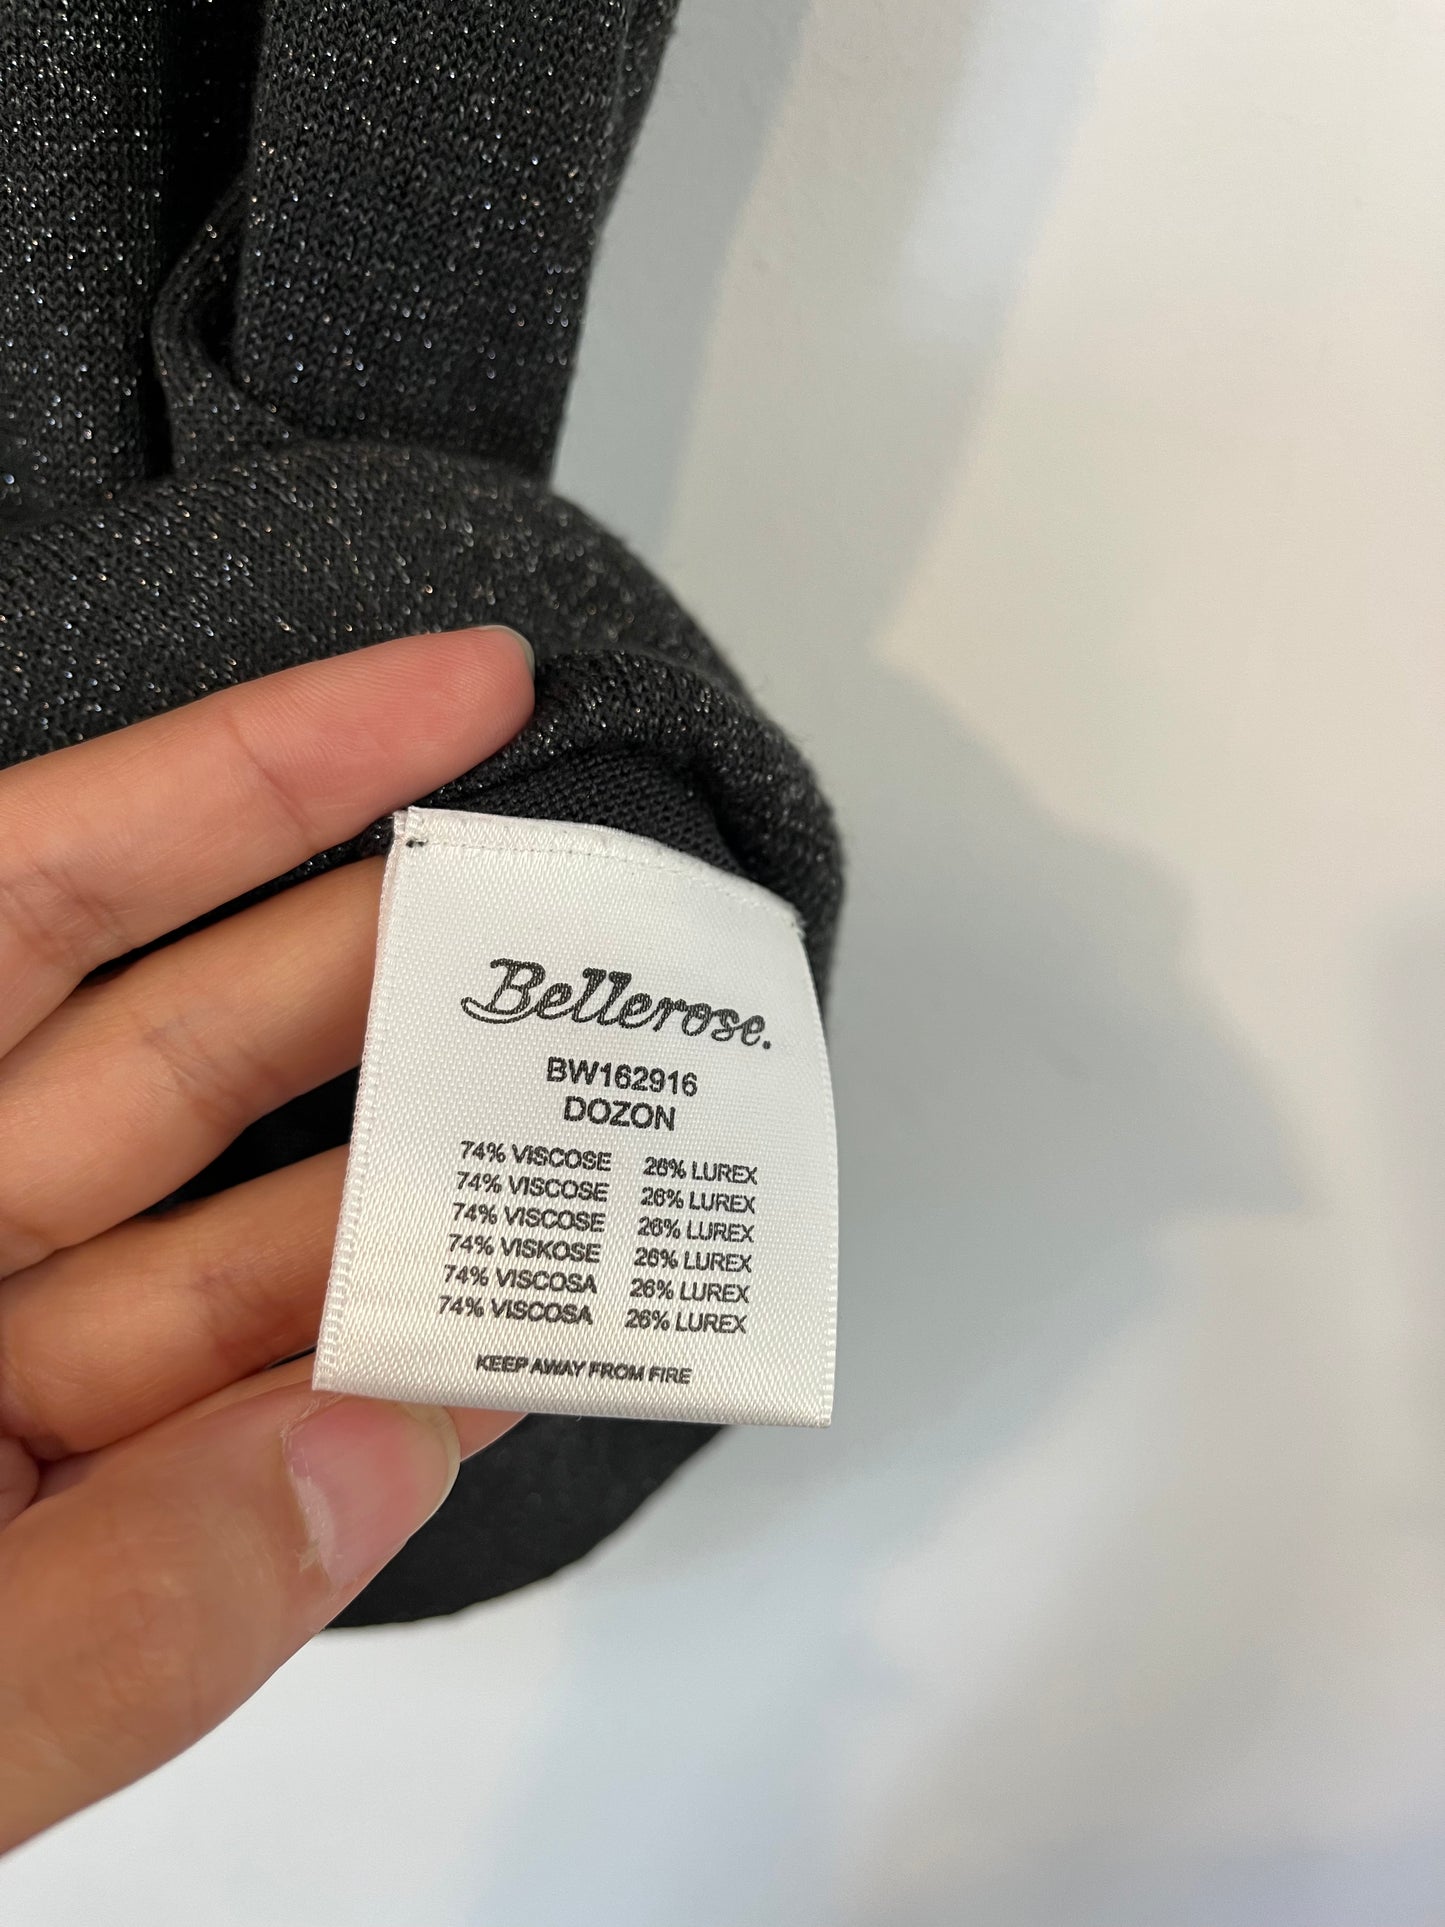 Bellerose.
BW162916
DOZON
74% VISCOSE 26% LUREX
74% VISCOSE 26% LUREX
74% VISCOSE 26% LUREX
74% VISKOSE 26% LUREX
74% VISCOSA 26% LUREX
74% VISCOSA 26% LUREX
KEEP AWAY FROM FIRE